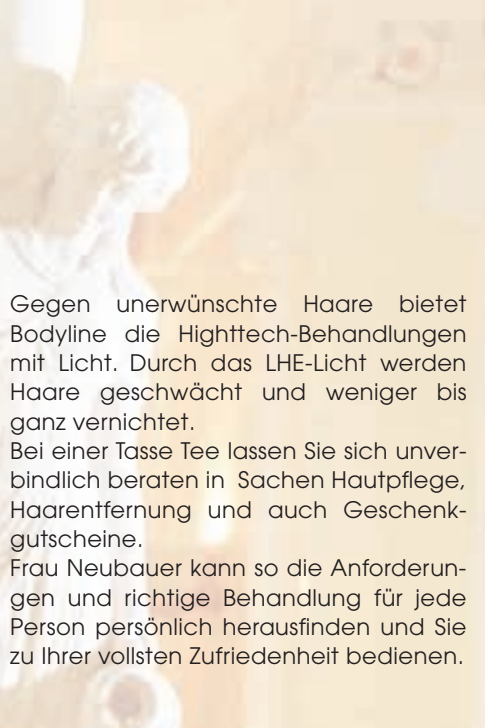 Gegen unerwünschte Haare bietet
Bodyline die Highttech-Behandlungen
mit Licht. Durch das LHE-Licht werden
Haare geschwächt und weniger bis
ganz vernichtet.
Bei einer Tasse Tee lassen Sie sich unver-
bindlich beraten in Sachen Hautpflege,
Haarentfernung und auch Geschenk-
gutscheine.
Frau Neubauer kann so die Anforderun-
gen und richtige Behandlung für jede
Person persönlich herausfinden und Sie
zu Ihrer vollsten Zufriedenheit bedienen.